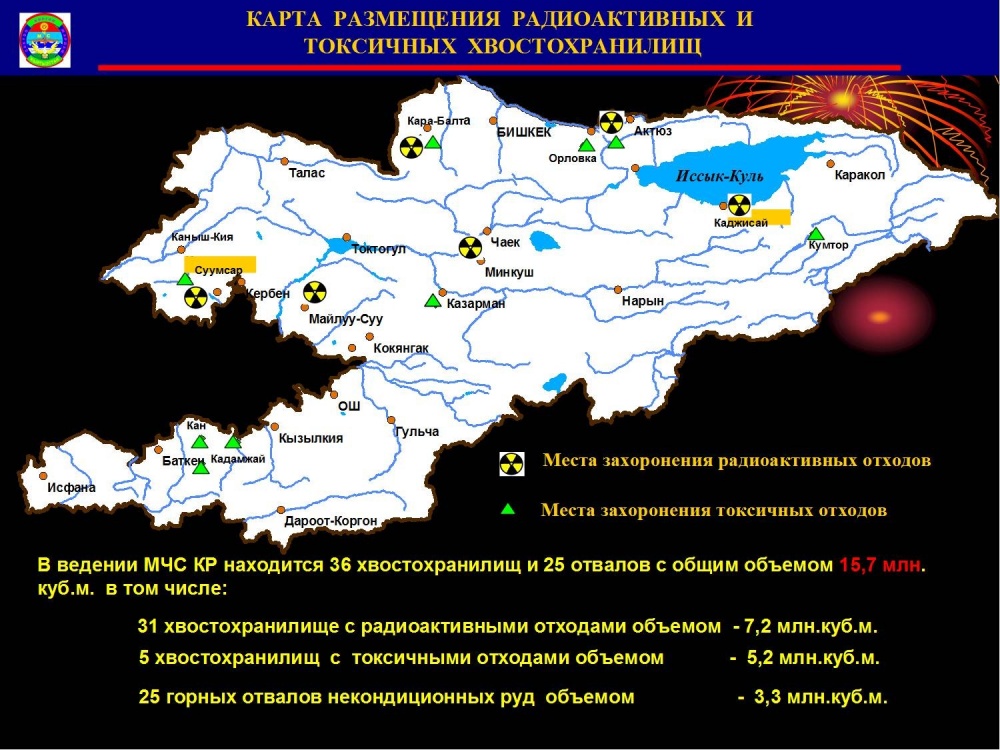 КАРТА РАЗМЕЩЕНИЯ РАДИОАКТИВНЫХ И
ТОКСИЧНЫХ ХВОСТОХРАНИЛИЩ
Кара-Балта
БИШКЕК
Актюз
Орловка
Талас
Иссык-Куль
Каракол
Каджисай
Каныш-Кия
Токтогул
Чаек
Кумтор
Суумсар
Минкуш
Кербен
Казарман
Нарын
Майлуу-Суу
Кокянгак
ОШ
Кан
Кызылкия
Гульча
Баткен
Кадамжай
Исфана
Дароот-Коргон
Места захоронения радиоактивных отходов
Места захоронения токсичных отходов
В ведении МЧС КР находится 36 хвостохранилищ и 25 отвалов с общим объемом 15,7 млн.
куб.м. в том числе:
31 хвостохранилище с радиоактивными отходами объемом - 7,2 млн.куб.м.
5 хвостохранилищ с токсичными отходами объемом - 5,2 млн.куб.м.
25 горных отвалов некондиционных руд объемом - 3,3 млн.куб.м.